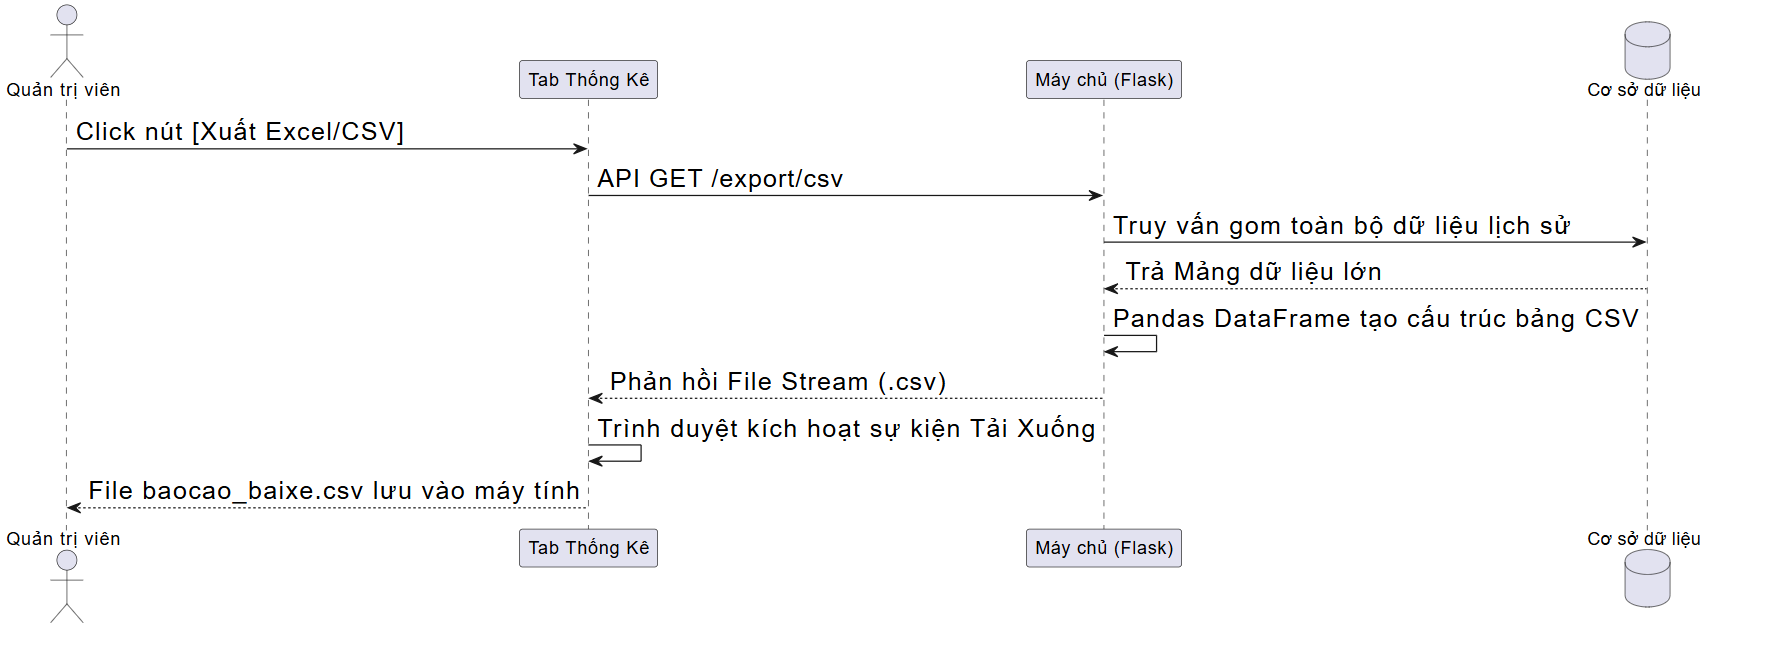 Quản trị viên
Tab Thống Kê
Máy chủ (Flask)
Cơ sở dữ liệu
Click nút [Xuất Excel/CSV]
API GET /export/csv
Truy vấn gom toàn bộ dữ liệu lịch sử
Trả Mảng dữ liệu lớn
Pandas DataFrame tạo cấu trúc bảng CSV
Phản hồi File Stream (.csv)
Trình duyệt kích hoạt sự kiện Tải Xuống
File baocao_baixe.csv lưu vào máy tính
Quản trị viên
Tab Thống Kê
Máy chủ (Flask)
Cơ sở dữ liệu